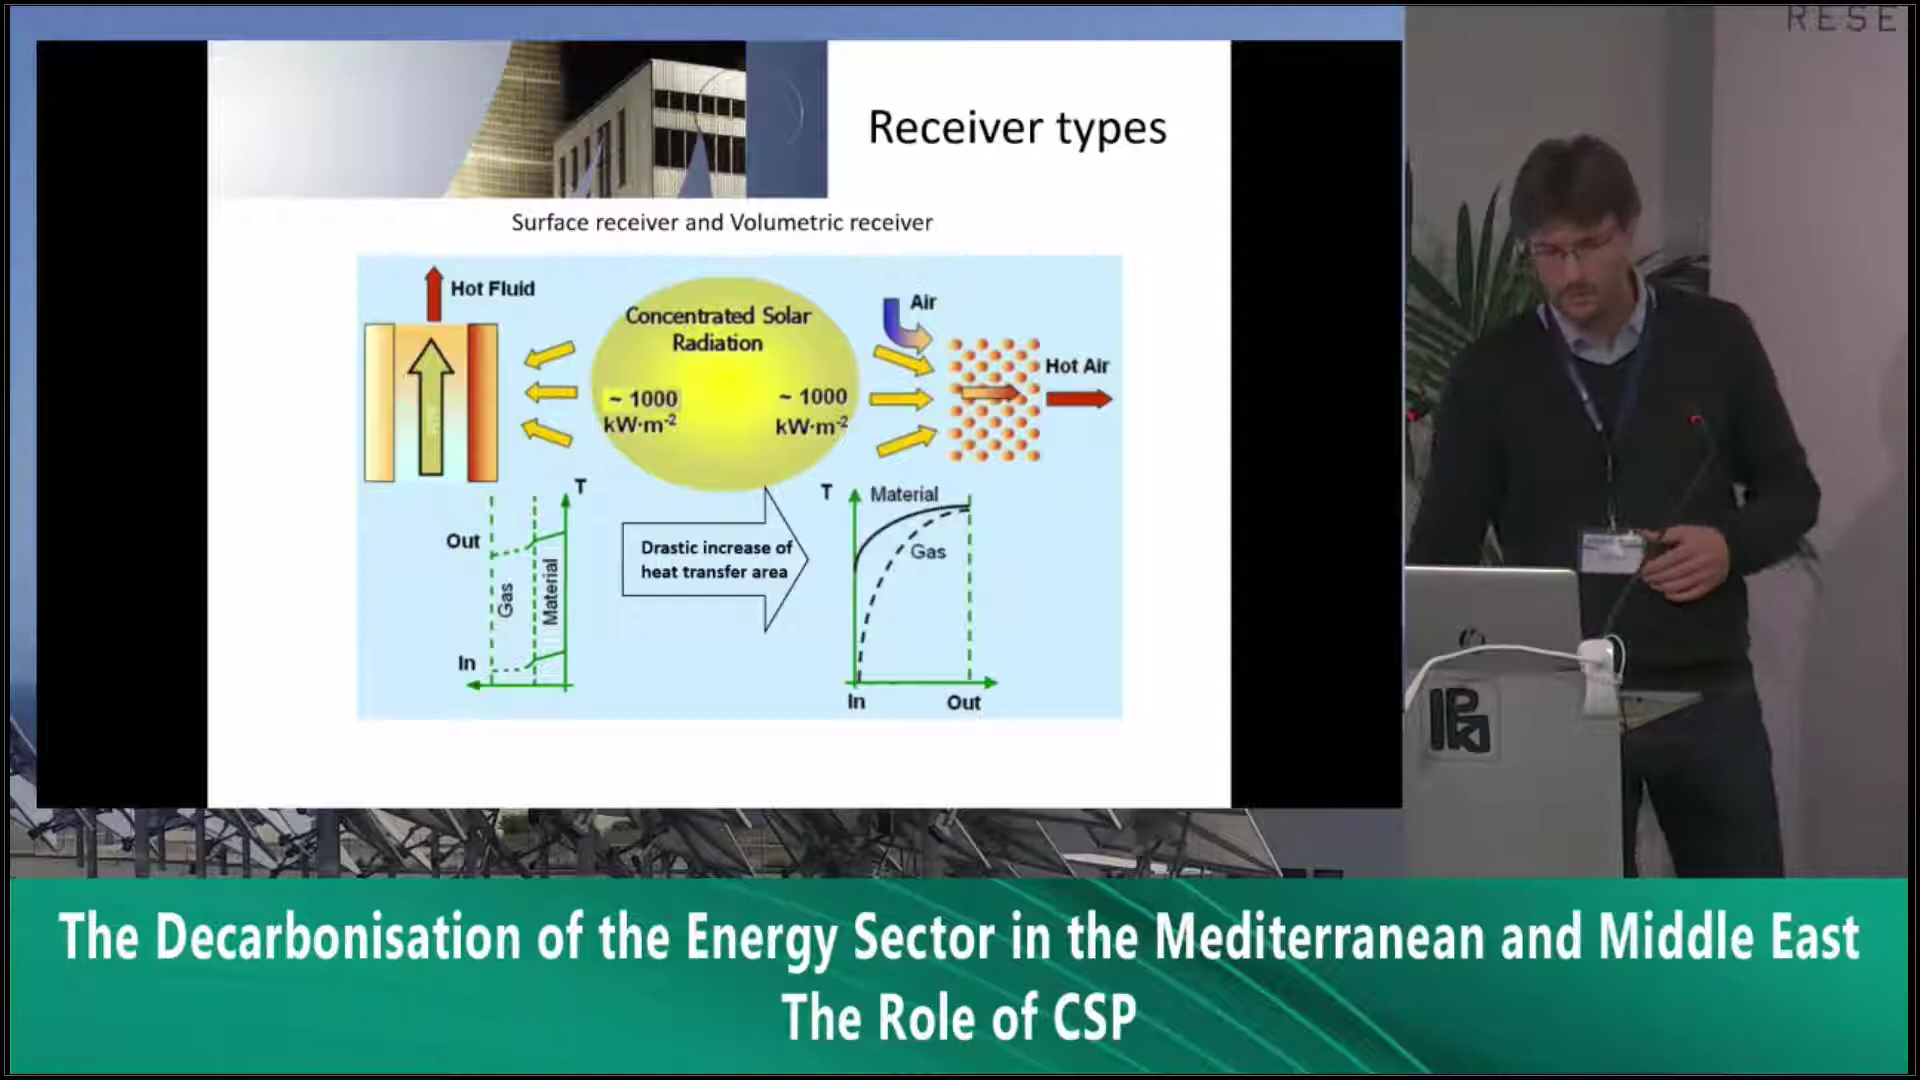 RESE
Receiver types
Surface receiver and Volumetric receiver
Hot Fluid
Concentrated Solar
Radiation
~ 1000
kW·m-2
~ 1000
kW·m-2
Air
Hot Air
T
Out
In
Gas
Material
Drastic increase of
heat transfer area
T
Material
Gas
In
Out
The Decarbonisation of the Energy Sector in the Mediterranean and Middle East
The Role of CSP